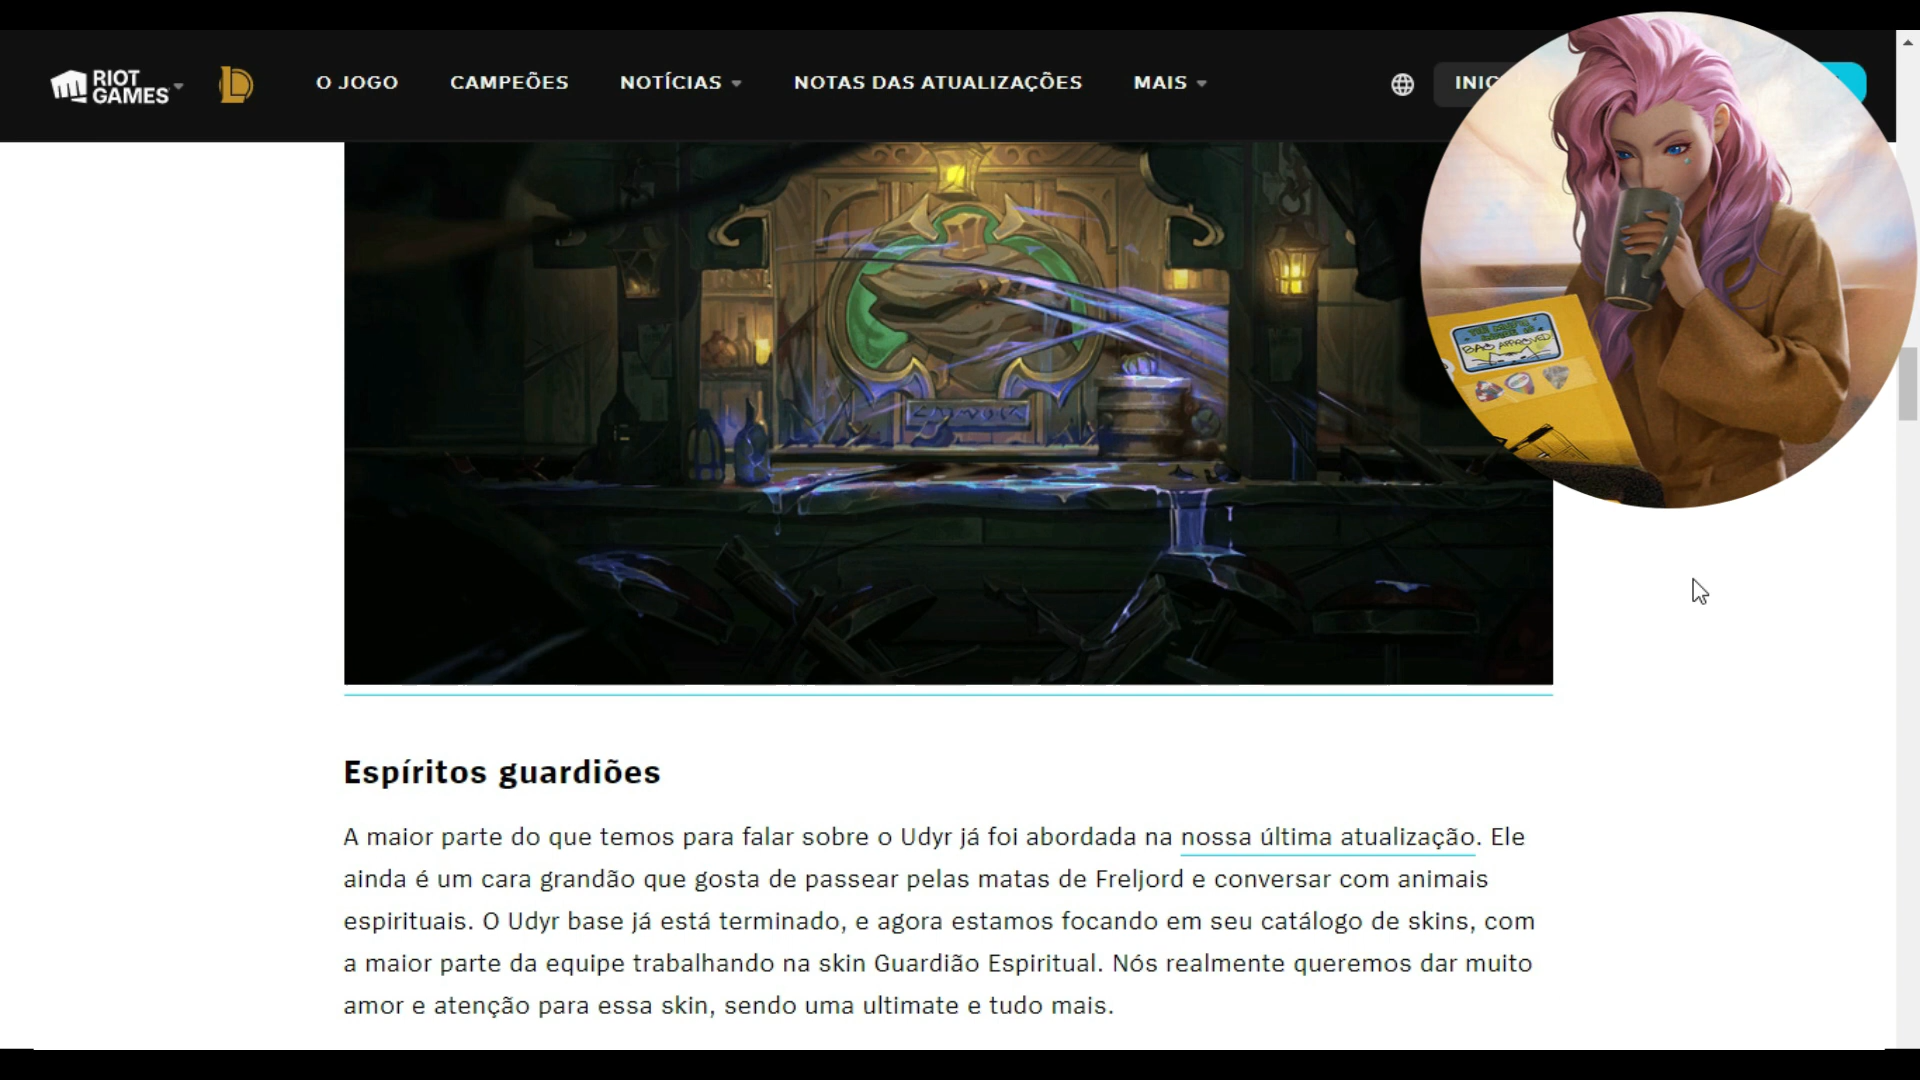 RIOT GAMES
O JOGO CAMPEÕES NOTÍCIAS NOTAS DAS ATUALIZAÇÕES MAIS
BAO APPROVED
Espíritos guardiões
A maior parte do que temos para falar sobre o Udyr já foi abordada na nossa última atualização. Ele
ainda é um cara grandão que gosta de passear pelas matas de Freljord e conversar com animais
espirituais. O Udyr base já está terminado, e agora estamos focando em seu catálogo de skins, com
a maior parte da equipe trabalhando na skin Guardião Espiritual. Nós realmente queremos dar muito
amor e atenção para essa skin, sendo uma ultimate e tudo mais.